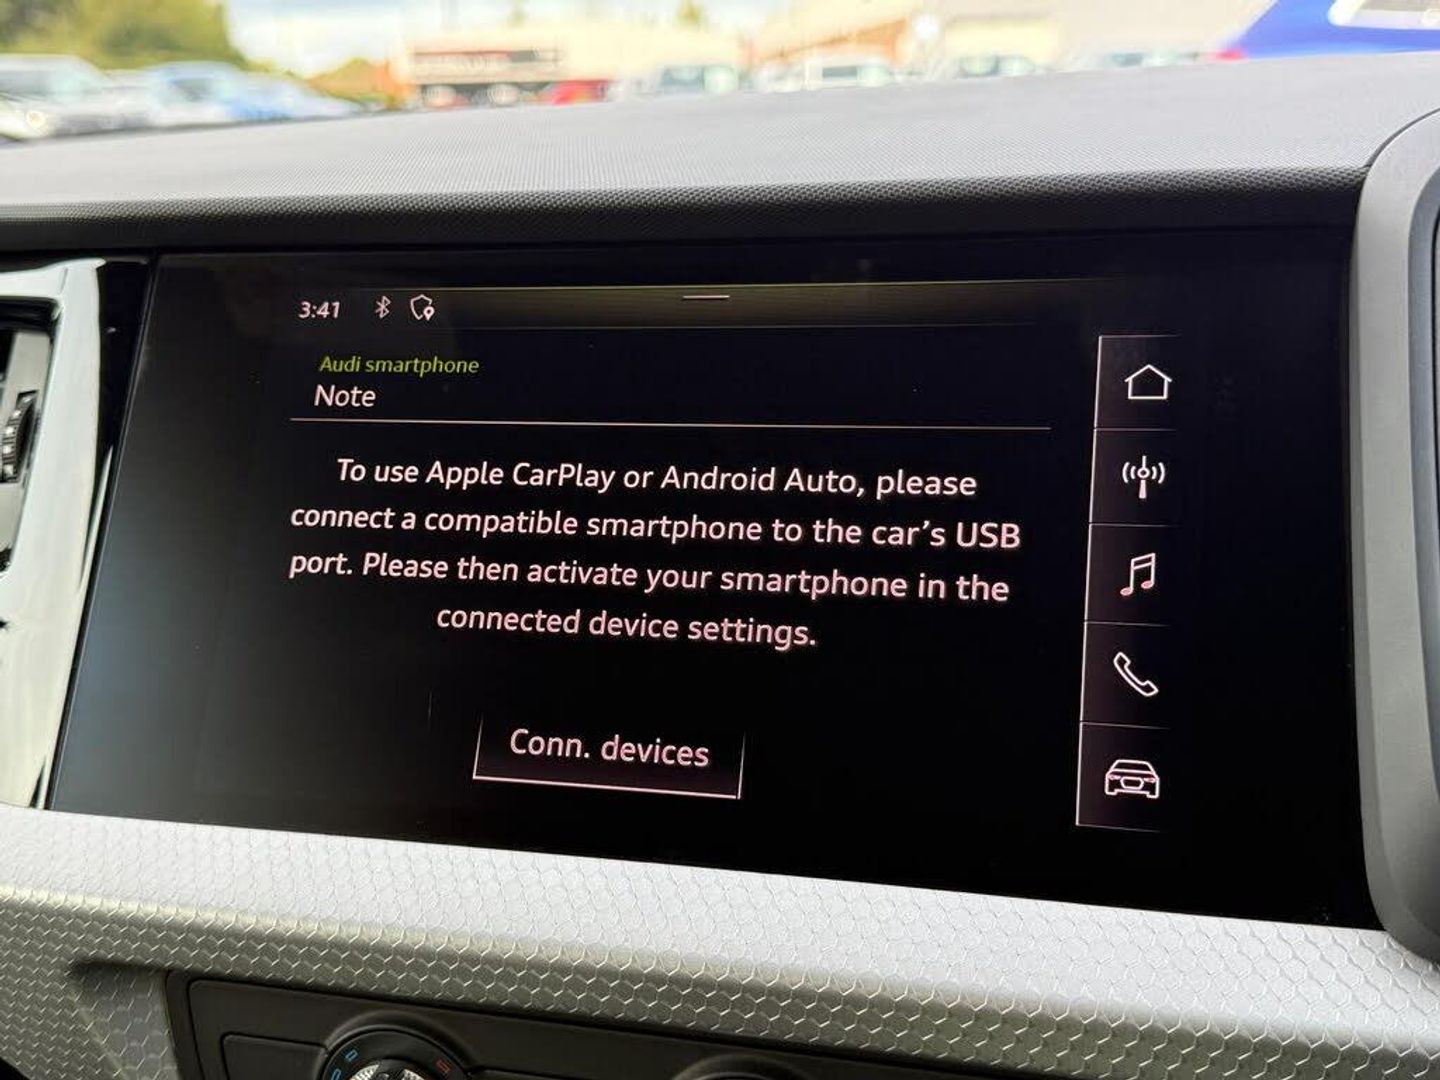 3:41
Audi smartphone
Note
To use Apple CarPlay or Android Auto, please
connect a compatible smartphone to the car's USB
port. Please then activate your smartphone in the
connected device settings.
Conn. devices